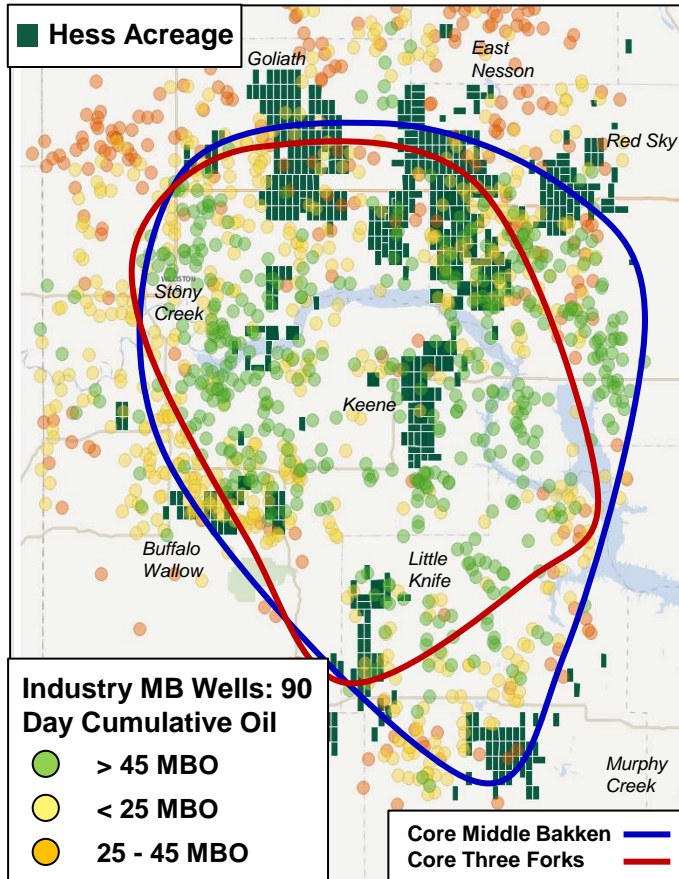 Hess Acreage
Goliath
East
Nesson
Red Sky
WILLISTON
Stony
Creek
Keene
Buffalo
Wallow
Little
Knife
Murphy
Creek
Industry MB Wells: 90
Day Cumulative Oil
> 45 MBO
< 25 MBO
25 - 45 MBO
Core Middle Bakken
Core Three Forks